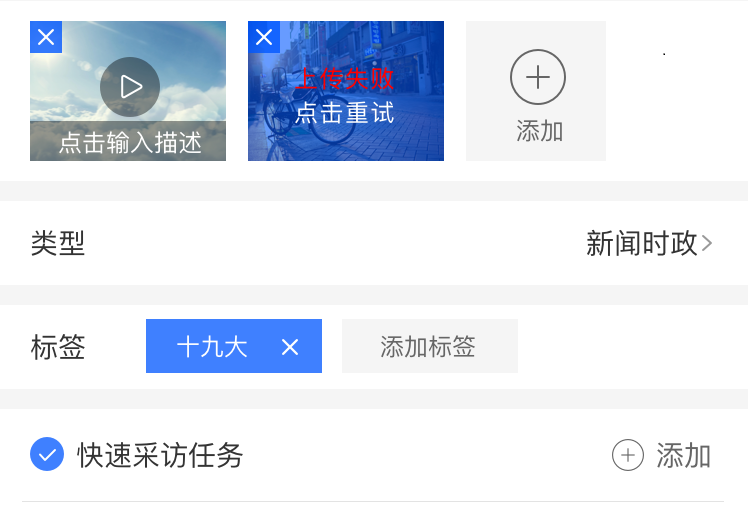 点击输入描述
上传失败
点击重试
添加
类型
新闻时政
标签
十九大
添加标签
快速采访任务
添加